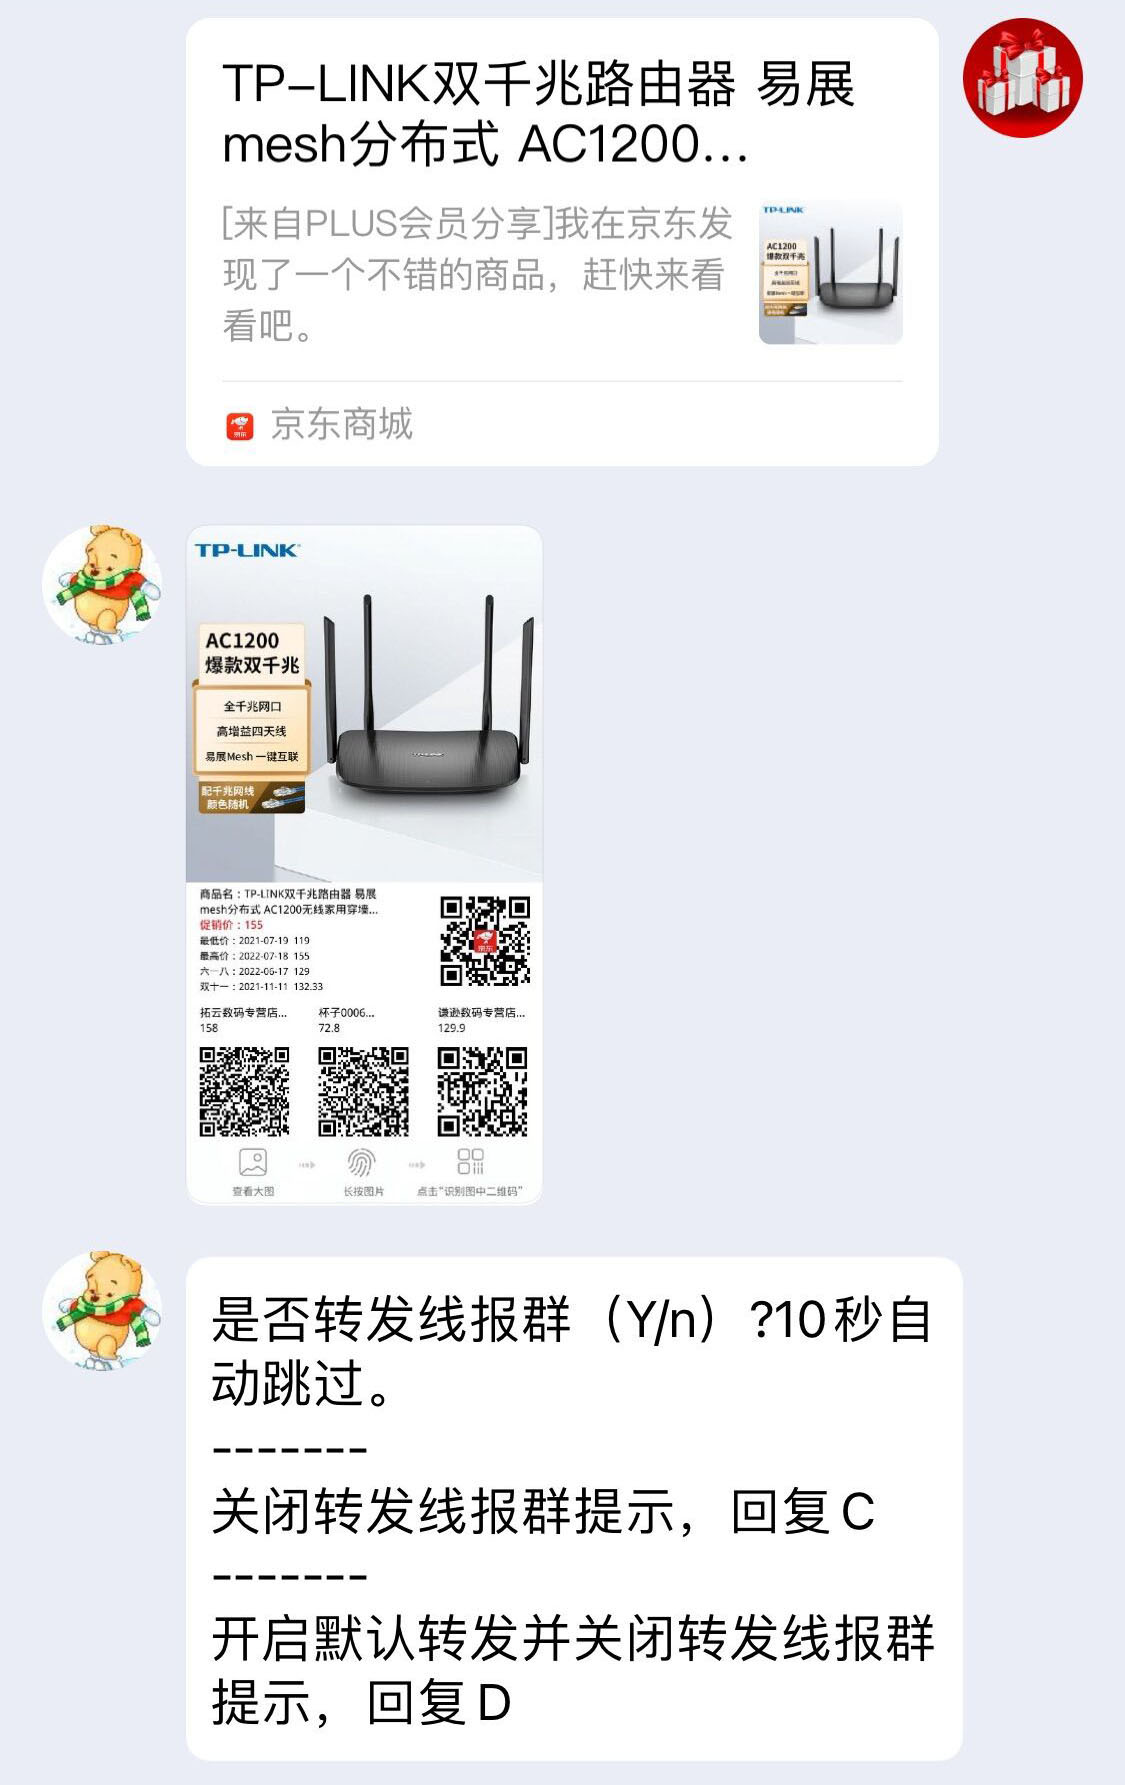 TP-LINK双千兆路由器 易展
mesh分布式 AC1200...
[来自PLUS会员分享]我在京东发
现了一个不错的商品，赶快来看
看吧。
TP-LINK
AC1200
爆款双千兆
全千兆网口
京东
京东商城
TP-LINK
AC1200
爆款双千兆
全千兆网口
高增益四天线
易展Mesh 一键互联
配千兆网线
颜色随机
TP-LINK
商品名：TP-LINK双千兆路由器 易展
mesh分布式 AC1200无线家用穿墙...
促销价：155
最低价：2021-07-19 119
最高价：2022-07-18 155
六一八：2022-06-17 129
双十一：2021-11-11 132.33
京东
拓云数码专营店...
158
杯子0006...
72.8
谦逊数码专营店...
129.9
查看大图
长按图片
点击“识别图中二维码”
是否转发线报群（Y/n）?10秒自
动跳过。
-------
关闭转发线报群提示，回复C
-------
开启默认转发并关闭转发线报群
提示，回复D